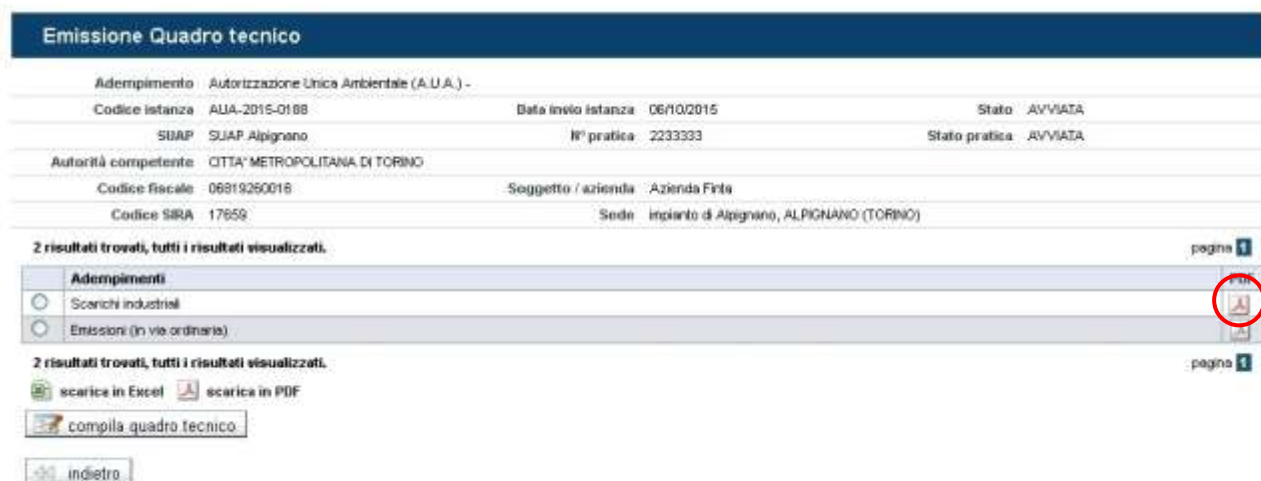 Emissione Quadro tecnico
Adempimento Autorizzazione Unica Ambientale (A.U.A.) -
Codice istanza AUA-2015-0188 Data invio istanza 06/10/2015 Stato AVVIATA
SUAP SUAP Alpignano N° pratica 2233333 Stato pratica AVVIATA
Autorità competente CITTA' METROPOLITANA DI TORINO
Codice fiscale 06819260016 Soggetto / azienda Azienda Finta
Codice SIRA 17659 Sede impianto di Alpignano, ALPIGNANO (TORINO)
2 risultati trovati, tutti i risultati visualizzati. pagina 1
Adempimenti PDF
Scarichi industriali
Emissioni (in via ordinaria)
2 risultati trovati, tutti i risultati visualizzati. pagina 1
scarica in Excel scarica in PDF
compila quadro tecnico
indietro